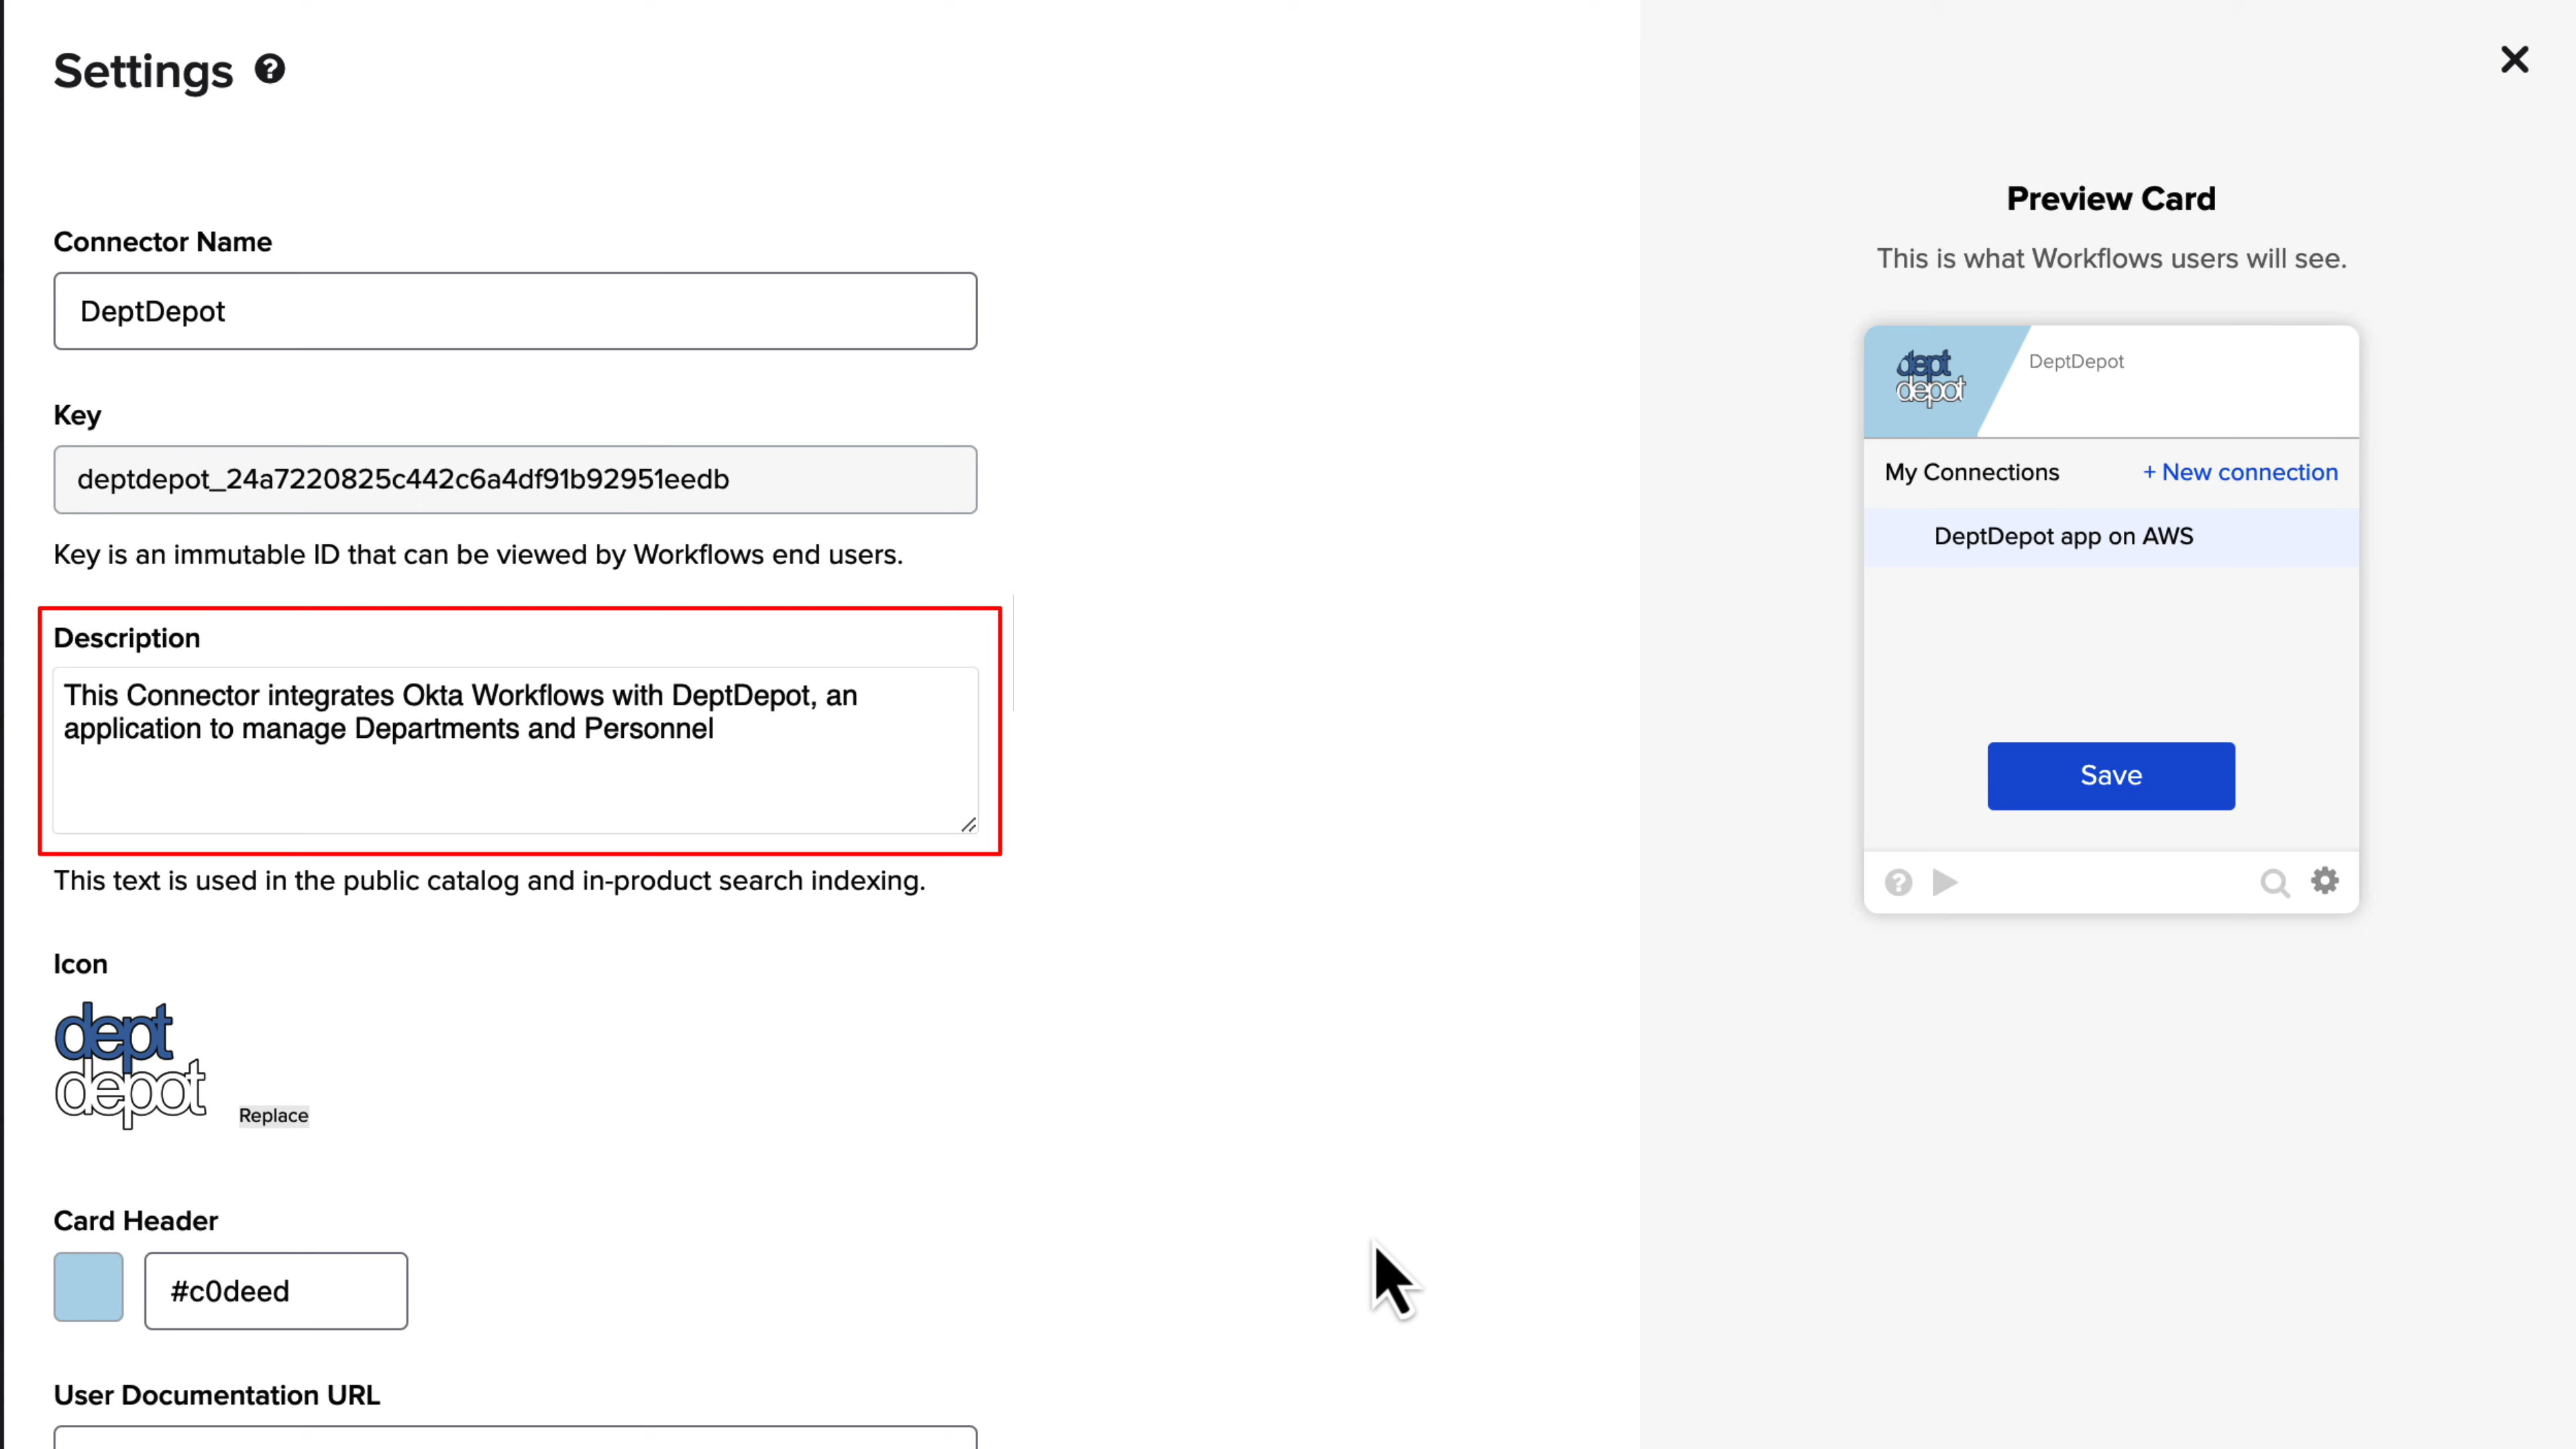 Settings
Connector Name
DeptDepot
Key
deptdepot_24a7220825c442c6a4df91b92951eedb
Key is an immutable ID that can be viewed by Workflows end users.
Description
This Connector integrates Okta Workflows with DeptDepot, an
application to manage Departments and Personnel
This text is used in the public catalog and in-product search indexing.
Icon
dept
depot
Replace
Card Header
#c0deed
User Documentation URL
Preview Card
This is what Workflows users will see.
dept
depot
DeptDepot
My Connections
+ New connection
DeptDepot app on AWS
Save